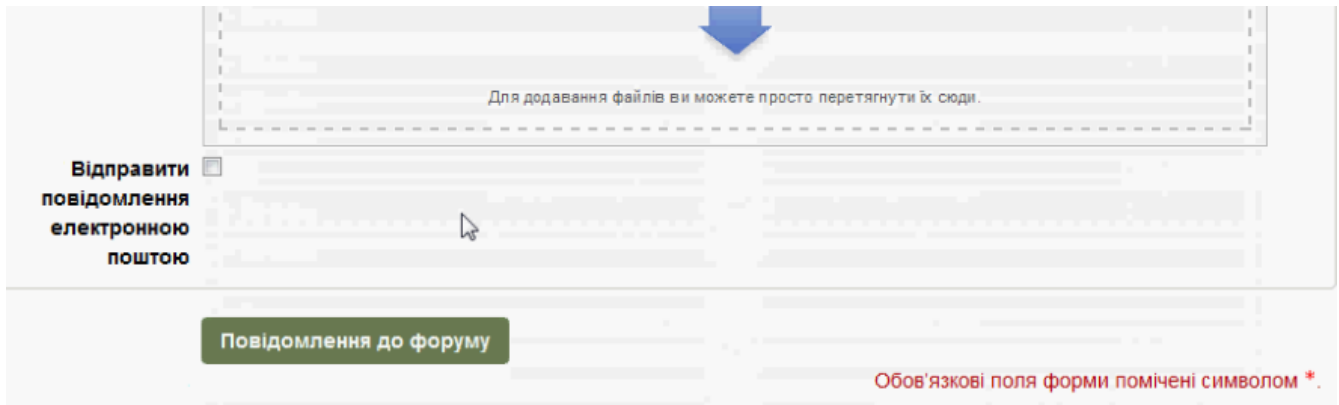 Для додавання файлів ви можете просто перетягнути їх сюди.
Відправити
повідомлення
електронною
поштою
Повідомлення до форуму
Обов'язкові поля форми помічені символом *.